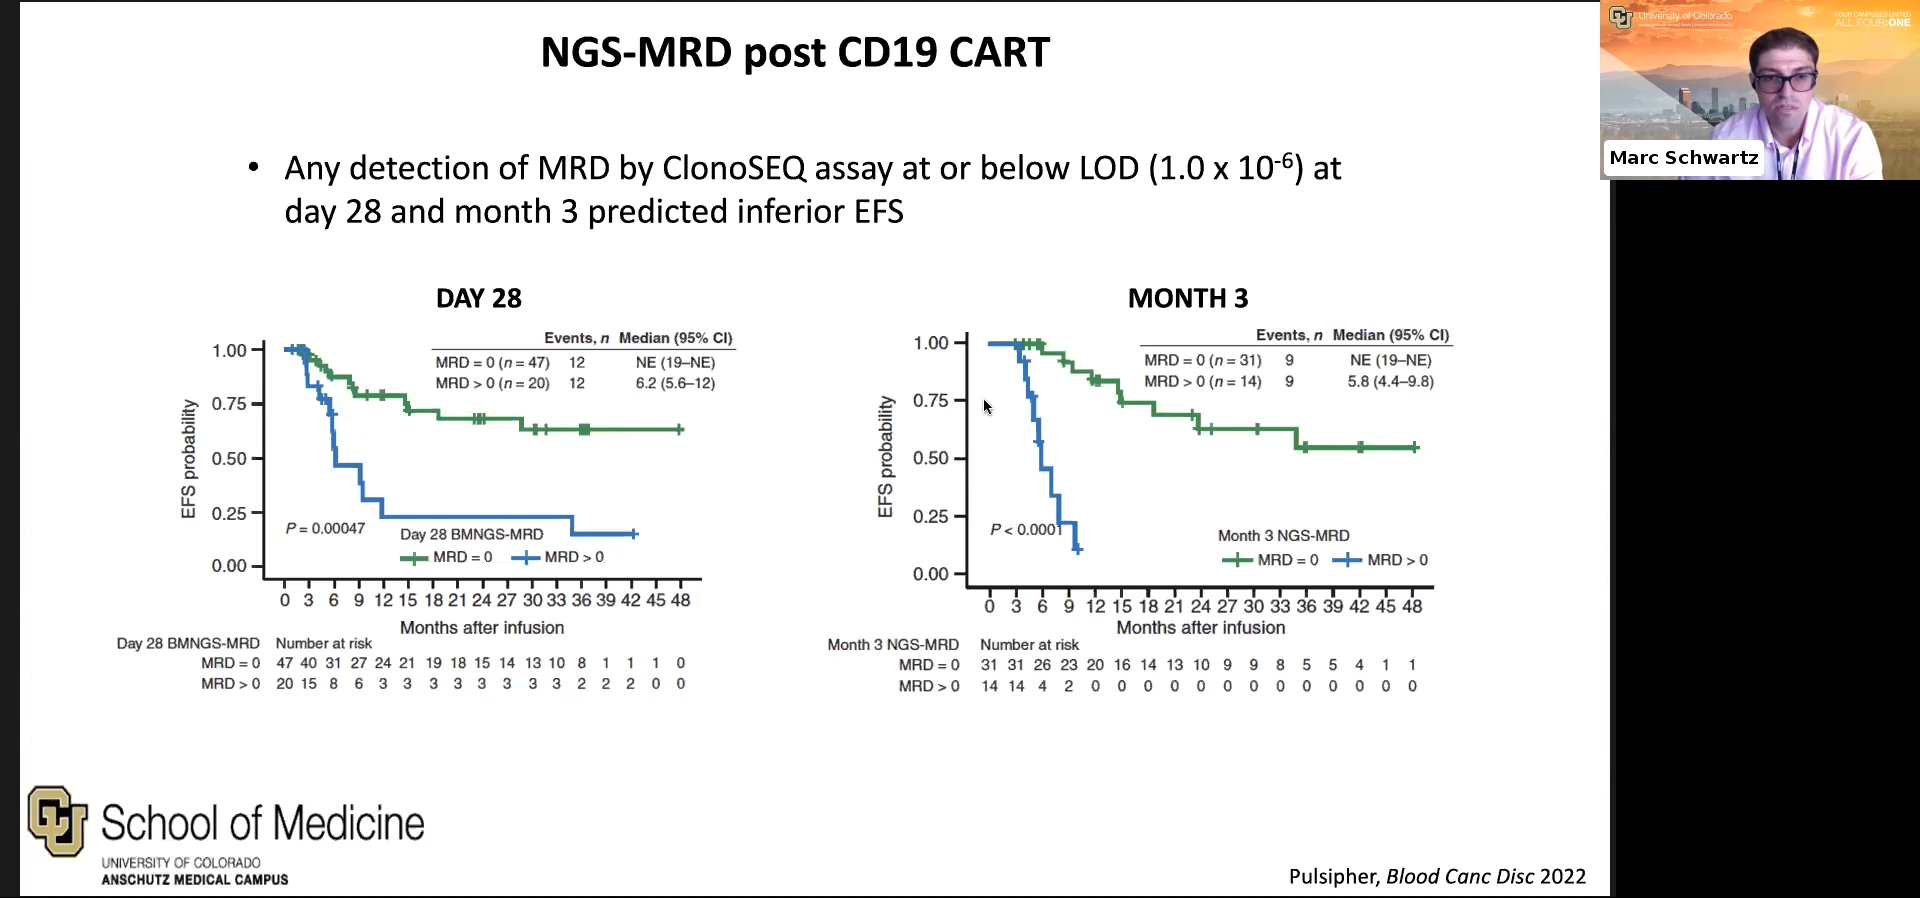 NGS-MRD post CD19 CART
University of Colorado
FOUR CAMPUSES UNITED
ALL FOUR:ONE
Marc Schwartz
• Any detection of MRD by ClonoSEQ assay at or below LOD (1.0 x 10-6) at
day 28 and month 3 predicted inferior EFS
DAY 28
Events, n Median (95% CI)
MRD = 0 (n = 47) 12 NE (19–NE)
MRD > 0 (n = 20) 12 6.2 (5.6–12)
1.00
0.75
0.50
0.25
0.00
EFS probability
P = 0.00047
Day 28 BMNGS-MRD
MRD = 0 MRD > 0
0 3 6 9 12 15 18 21 24 27 30 33 36 39 42 45 48
Months after infusion
Day 28 BMNGS-MRD Number at risk
MRD = 0 47 40 31 27 24 21 19 18 15 14 13 10 8 1 1 1 0
MRD > 0 20 15 8 6 3 3 3 3 3 3 3 3 2 2 2 0 0
MONTH 3
Events, n Median (95% CI)
MRD = 0 (n = 31) 9 NE (19–NE)
MRD > 0 (n = 14) 9 5.8 (4.4–9.8)
1.00
0.75
0.50
0.25
0.00
EFS probability
P < 0.0001
Month 3 NGS-MRD
MRD = 0 MRD > 0
0 3 6 9 12 15 18 21 24 27 30 33 36 39 42 45 48
Months after infusion
Month 3 NGS-MRD Number at risk
MRD = 0 31 31 26 23 20 16 14 13 10 9 9 8 5 5 4 1 1
MRD > 0 14 14 4 2 0 0 0 0 0 0 0 0 0 0 0 0 0
CU
School of Medicine
UNIVERSITY OF COLORADO
ANSCHUTZ MEDICAL CAMPUS
Pulsipher, Blood Canc Disc 2022